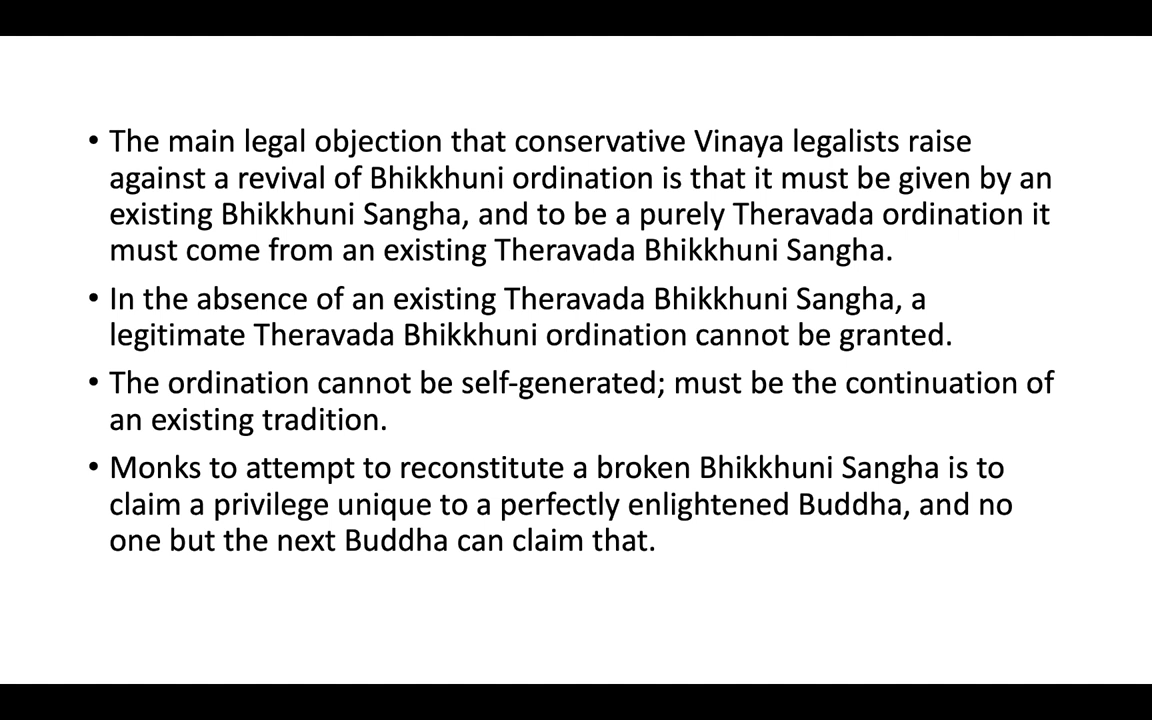 • The main legal objection that conservative Vinaya legalists raise
against a revival of Bhikkhuni ordination is that it must be given by an
existing Bhikkhuni Sangha, and to be a purely Theravada ordination it
must come from an existing Theravada Bhikkhuni Sangha.
• In the absence of an existing Theravada Bhikkhuni Sangha, a
legitimate Theravada Bhikkhuni ordination cannot be granted.
• The ordination cannot be self-generated; must be the continuation of
an existing tradition.
• Monks to attempt to reconstitute a broken Bhikkhuni Sangha is to
claim a privilege unique to a perfectly enlightened Buddha, and no
one but the next Buddha can claim that.